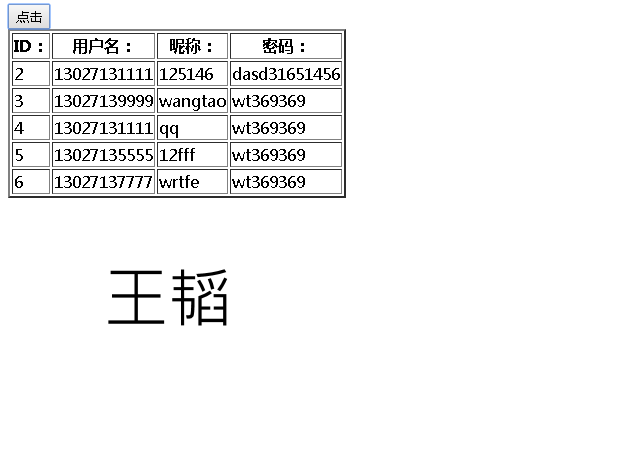 点击
ID： 用户名： 昵称： 密码：
2 13027131111 125146 dasd31651456
3 13027139999 wangtao wt369369
4 13027131111 qq wt369369
5 13027135555 12fff wt369369
6 13027137777 wrtfe wt369369
王韬